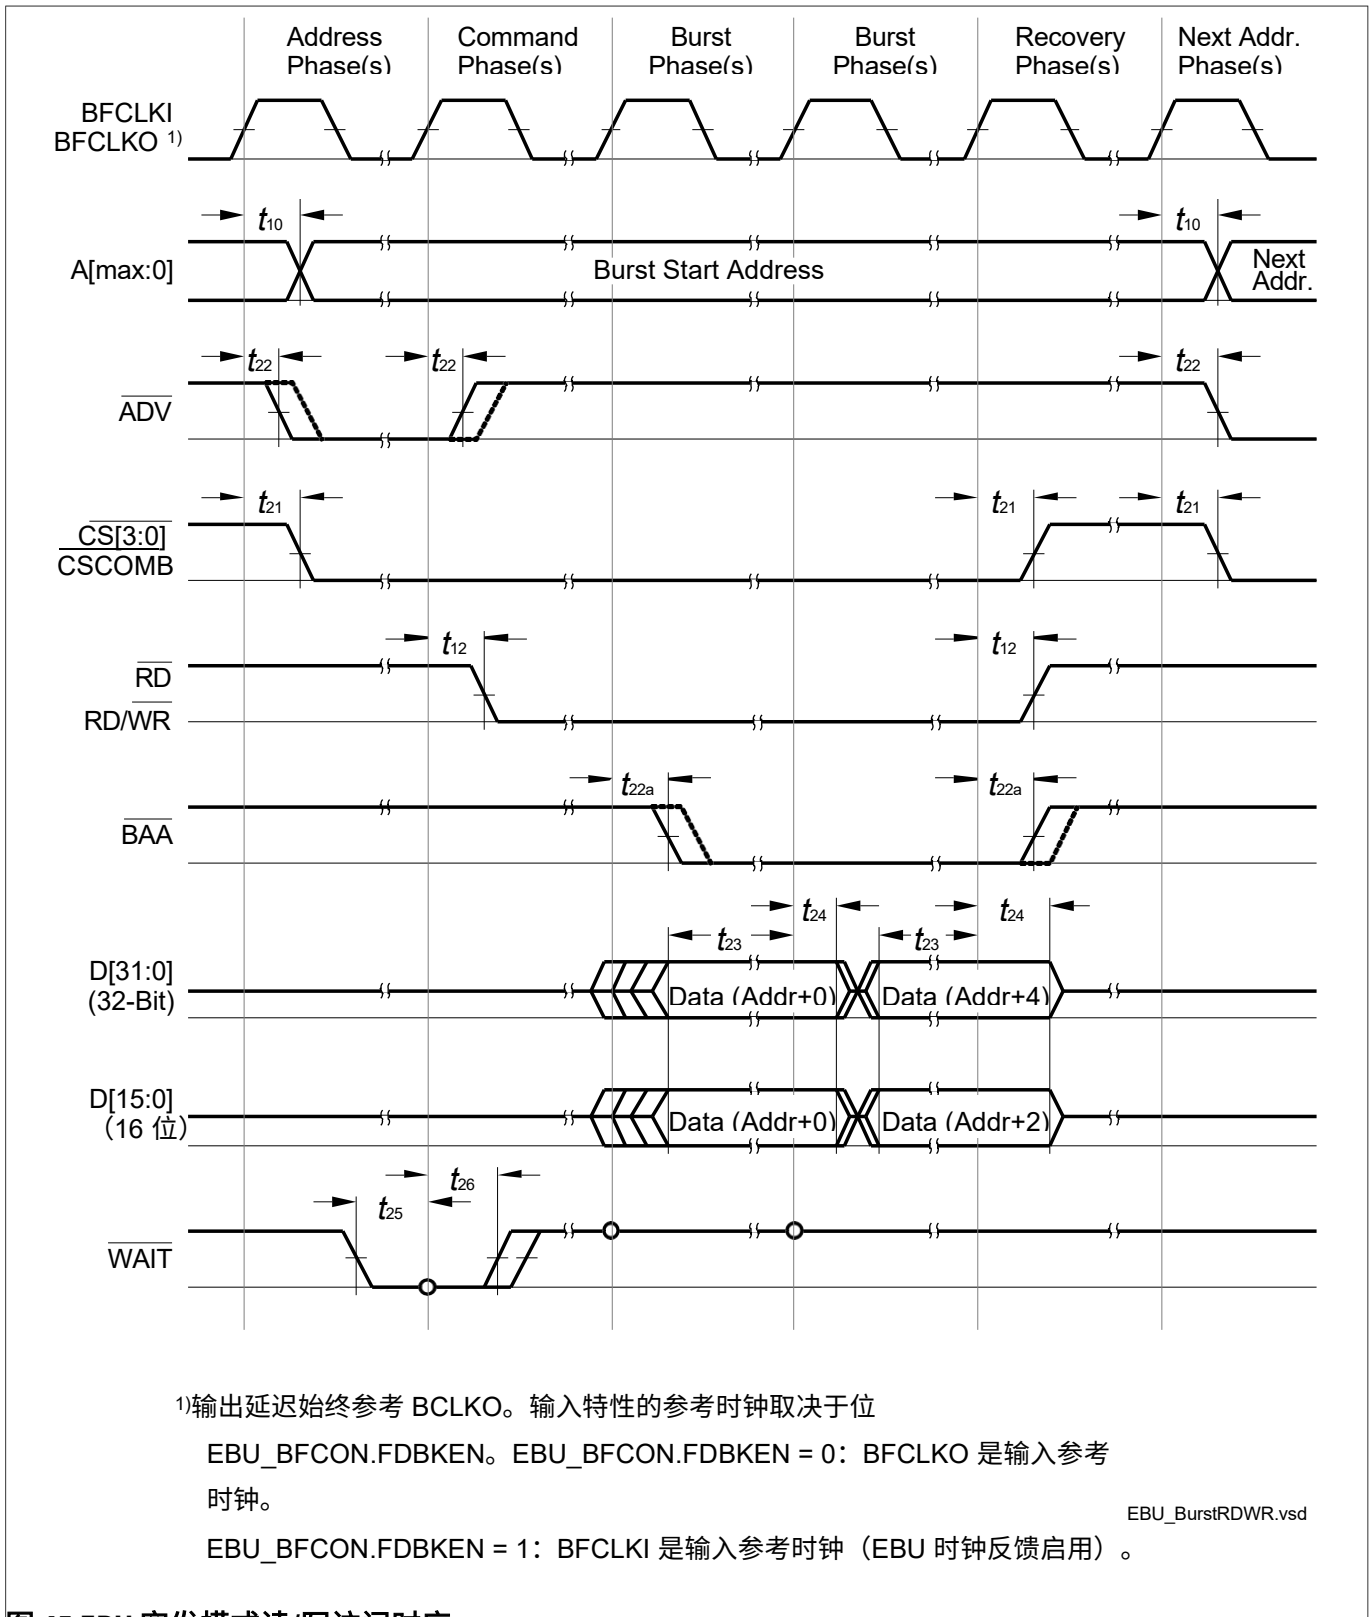 Address
Phase(s)
Command
Phase(s)
Burst
Phase(s)
Burst
Phase(s)
Recovery
Phase(s)
Next Addr.
Phase(s)
BFCLKI
BFCLKO 1)
t10
t10
A[max:0]
Burst Start Address
Next
Addr.
t22
t22
t22
ADV
t21
t21
t21
CS[3:0]
CSCOMB
t12
t12
RD
RD/WR
t22a
t22a
BAA
t24
t24
t23
t23
D[31:0]
(32-Bit)
Data (Addr+0)
Data (Addr+4)
D[15:0]
（16 位）
Data (Addr+0)
Data (Addr+2)
t26
t25
WAIT
1)输出延迟始终参考 BCLKO。输入特性的参考时钟取决于位
EBU_BFCON.FDBKEN。EBU_BFCON.FDBKEN = 0：BFCLKO 是输入参考
时钟。
EBU_BurstRDWR.vsd
EBU_BFCON.FDBKEN = 1：BFCLKI 是输入参考时钟（EBU 时钟反馈启用）。